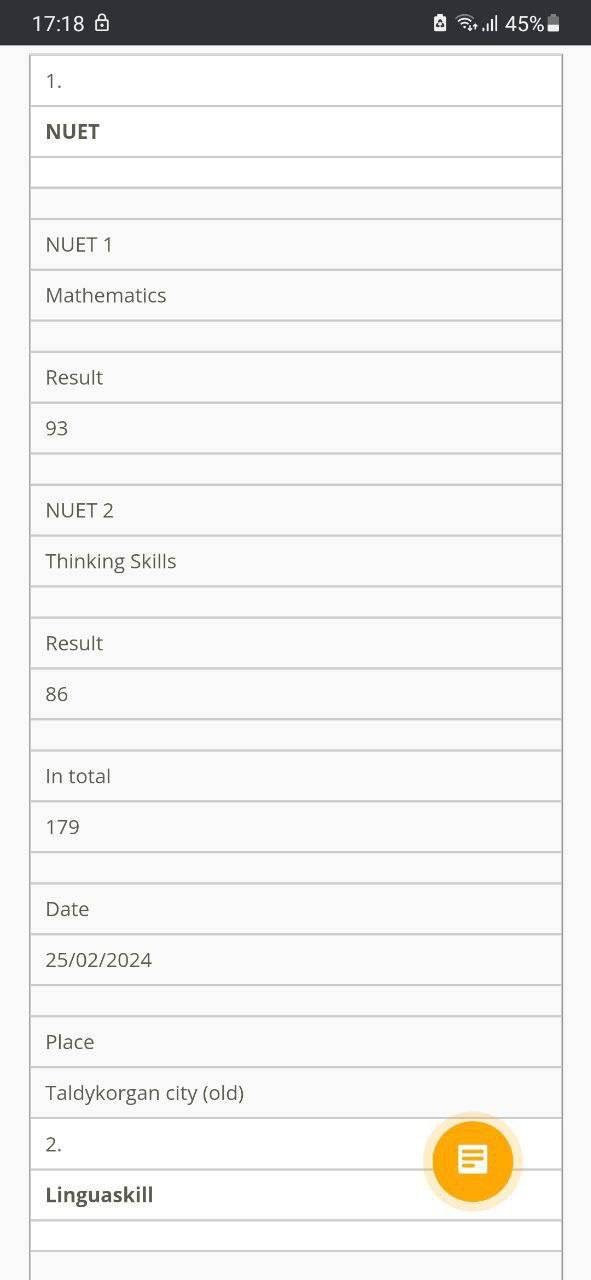 17:18
45%
1.
NUET
NUET 1
Mathematics
Result
93
NUET 2
Thinking Skills
Result
86
In total
179
Date
25/02/2024
Place
Taldykorgan city (old)
2.
Linguaskill